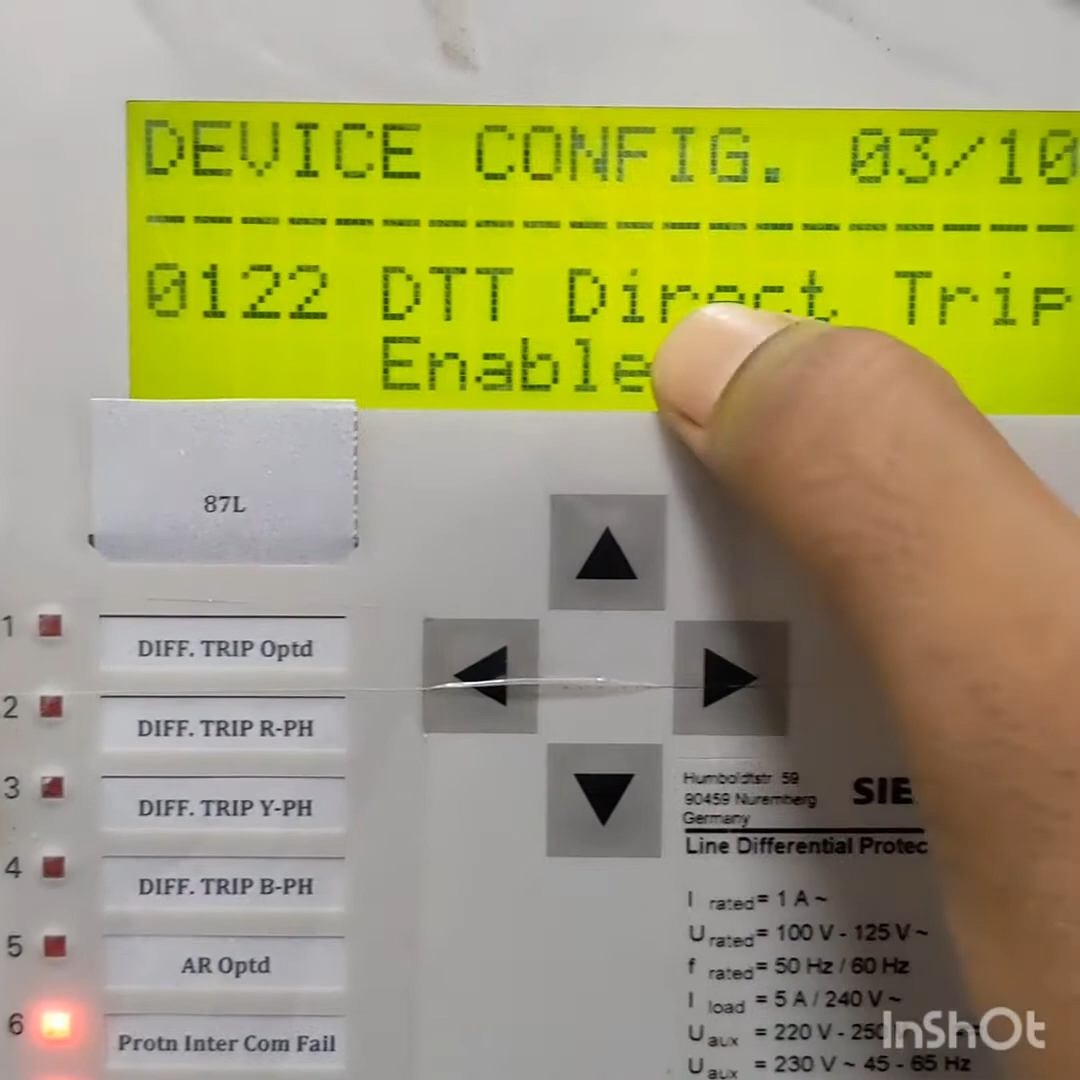 DEVICE CONFIG. 03/10
--------------------
0122 DTT Direct Trip
Enable
87L
1 DIFF. TRIP Optd
2 DIFF. TRIP R-PH
3 DIFF. TRIP Y-PH
4 DIFF. TRIP B-PH
5 AR Optd
6 Protn Inter Com Fail
Humboldtstr. 59
90459 Nuremberg
Germany
SIE
Line Differential Protec
I rated = 1 A ~
U rated = 100 V - 125 V ~
f rated = 50 Hz / 60 Hz
I load = 5 A / 240 V ~
U aux = 220 V - 250
U aux = 230 V ~ 45 - 65 Hz
InShOt